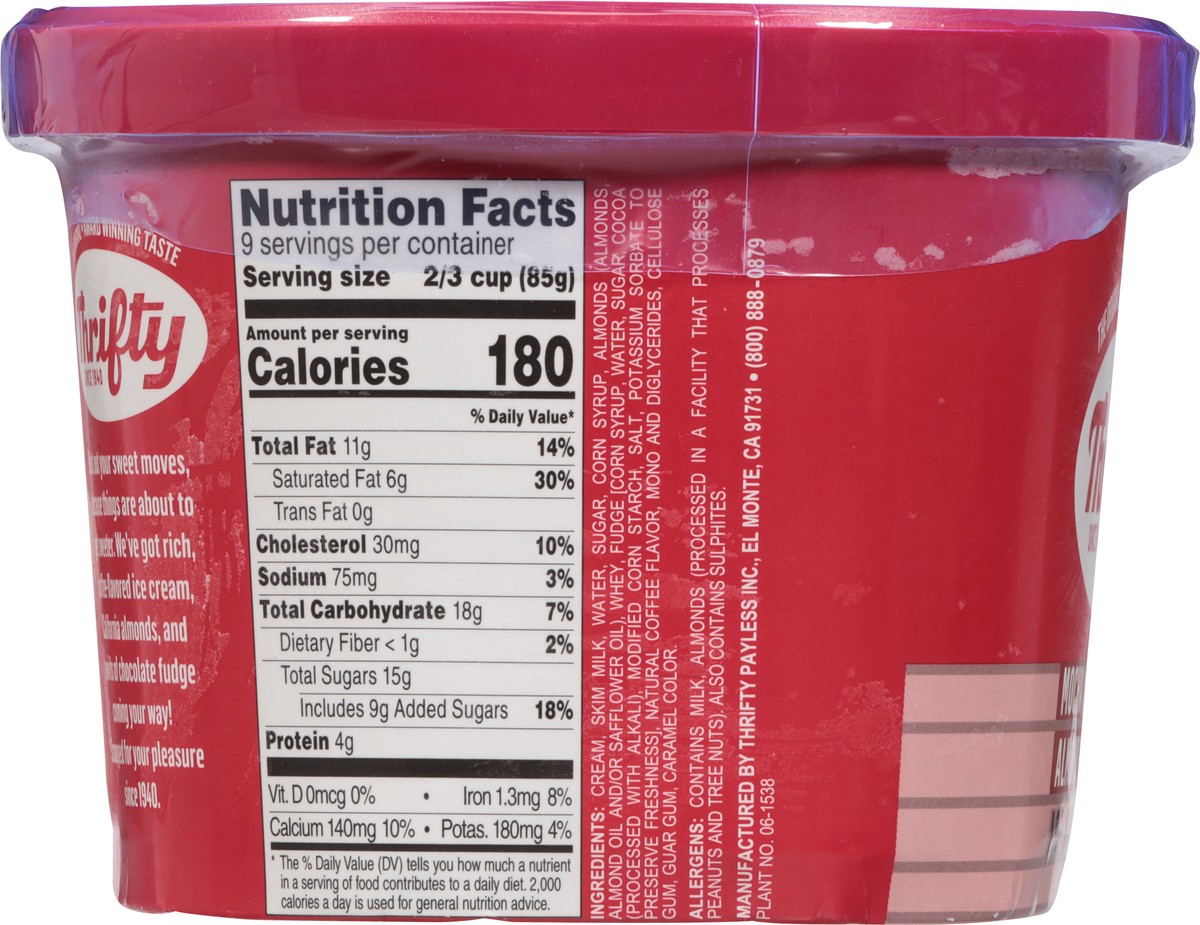 WINNING TASTE
Thrifty
SINCE 1940
your sweet moves,
things are about to
We've got rich,
ice cream,
almonds, and
of chocolate fudge
your way!
for your pleasure
since 1940.
Nutrition Facts
9 servings per container
Serving size 2/3 cup (85g)
Amount per serving
Calories 180
% Daily Value*
Total Fat 11g 14%
Saturated Fat 6g 30%
Trans Fat 0g
Cholesterol 30mg 10%
Sodium 75mg 3%
Total Carbohydrate 18g 7%
Dietary Fiber < 1g 2%
Total Sugars 15g
Includes 9g Added Sugars 18%
Protein 4g
Vit. D 0mcg 0% • Iron 1.3mg 8%
Calcium 140mg 10% • Potas. 180mg 4%
* The % Daily Value (DV) tells you how much a nutrient
in a serving of food contributes to a daily diet. 2,000
calories a day is used for general nutrition advice.
INGREDIENTS: CREAM, SKIM MILK, WATER, SUGAR, CORN SYRUP, ALMONDS (ALMONDS,
ALMOND OIL AND/OR SAFFLOWER OIL), WHEY, FUDGE [CORN SYRUP, WATER, SUGAR, COCOA
(PROCESSED WITH ALKALI), MODIFIED CORN STARCH, SALT, POTASSIUM SORBATE TO
PRESERVE FRESHNESS], NATURAL COFFEE FLAVOR, MONO AND DIGLYCERIDES, CELLULOSE
GUM, GUAR GUM, CARAMEL COLOR.
ALLERGENS: CONTAINS MILK, ALMONDS (PROCESSED IN A FACILITY THAT PROCESSES
PEANUTS AND TREE NUTS). ALSO CONTAINS SULPHITES.
MANUFACTURED BY THRIFTY PAYLESS INC., EL MONTE, CA 91731 • (800) 888-0879
PLANT NO. 06-1538